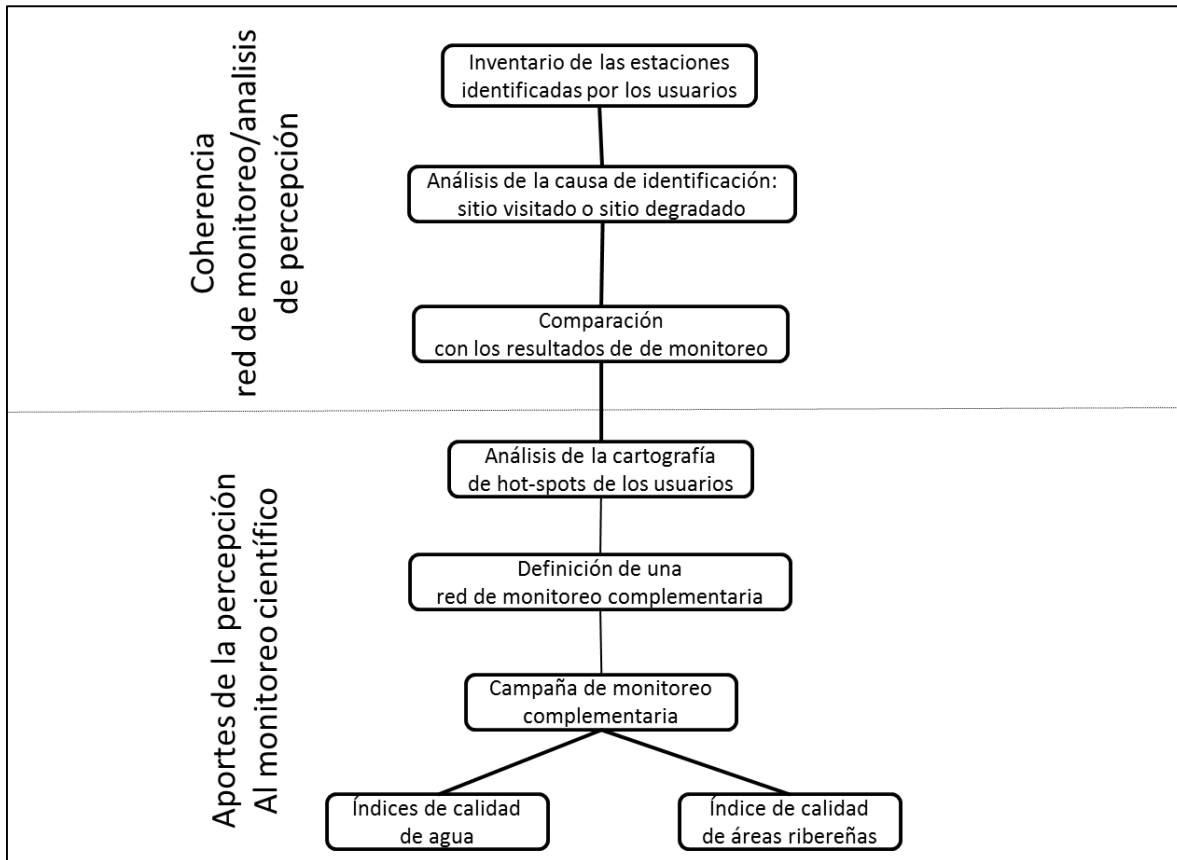 Coherencia
red de monitoreo/analisis
de percepción
Inventario de las estaciones
identificadas por los usuarios
Análisis de la causa de identificación:
sitio visitado o sitio degradado
Comparación
con los resultados de de monitoreo
Aportes de la percepción
Al monitoreo científico
Análisis de la cartografía
de hot-spots de los usuarios
Definición de una
red de monitoreo complementaria
Campaña de monitoreo
complementaria
Índices de calidad
de agua
Índice de calidad
de áreas ribereñas